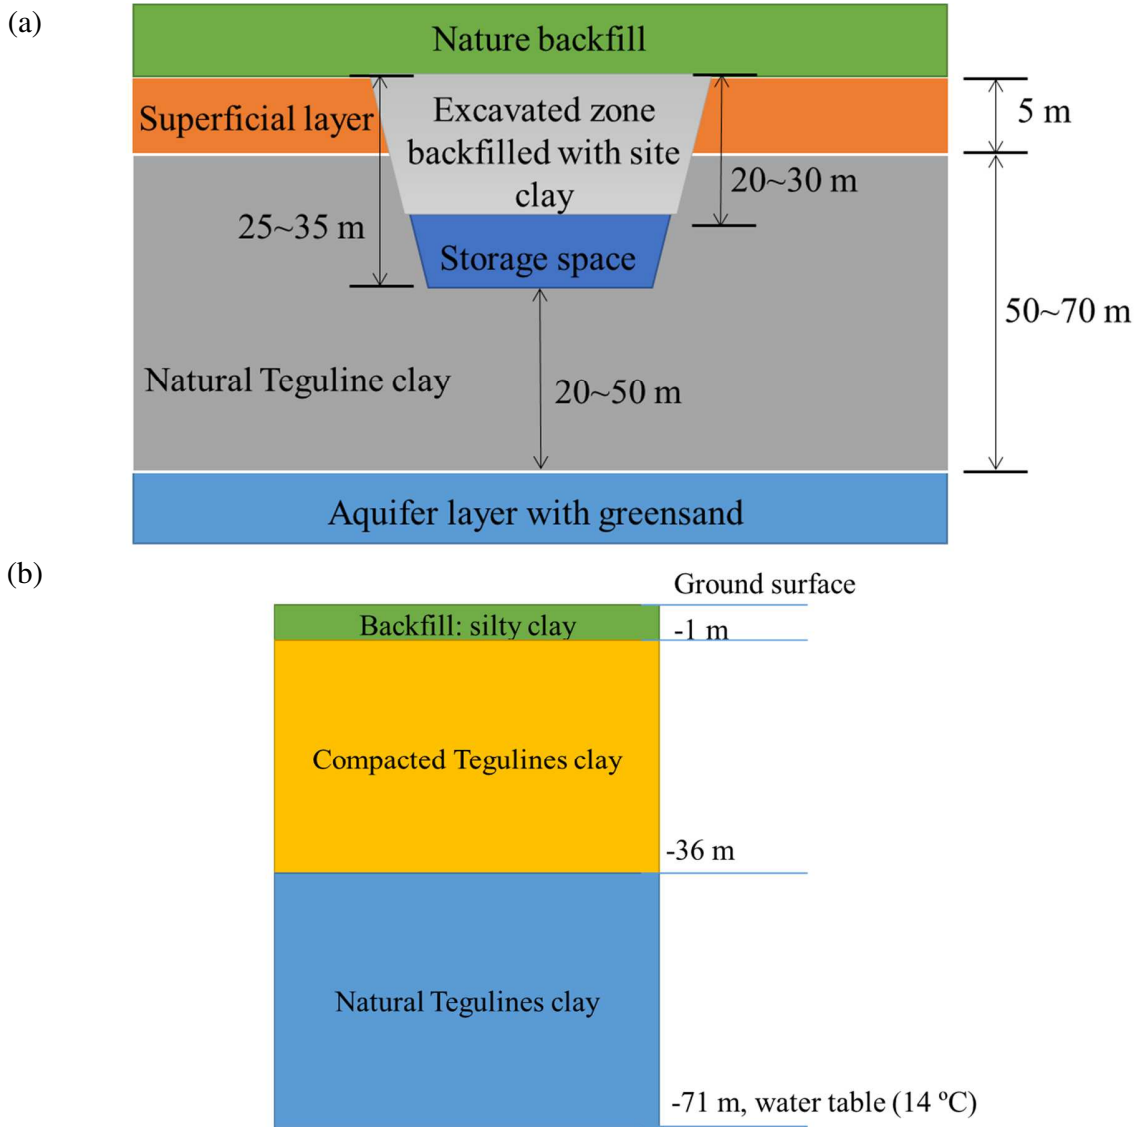 (a)
Nature backfill
Superficial layer
Excavated zone
backfilled with site
clay
5 m
20~30 m
25~35 m
Storage space
50~70 m
Natural Teguline clay
20~50 m
Aquifer layer with greensand
(b)
Ground surface
Backfill: silty clay
-1 m
Compacted Tegulines clay
-36 m
Natural Tegulines clay
-71 m, water table (14 ºC)